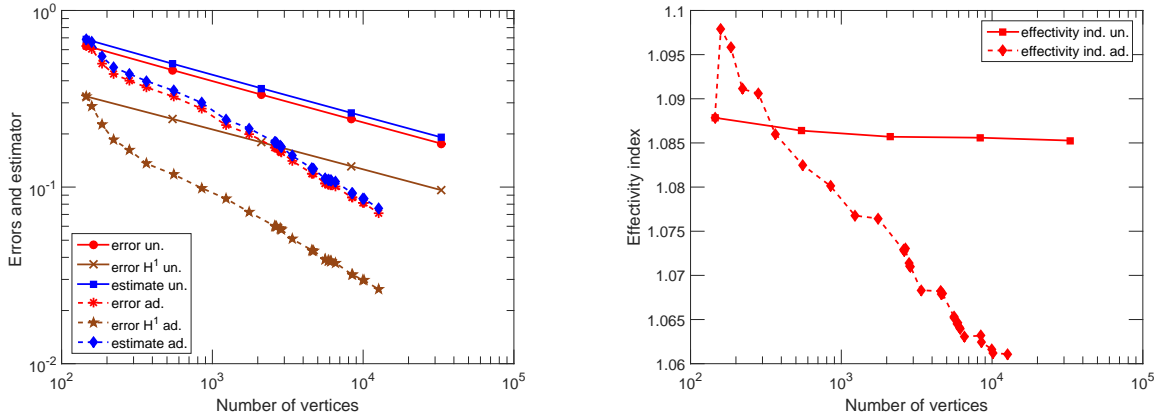 10^0
10^-1
10^-2
10^2
10^3
10^4
10^5
Errors and estimator
Number of vertices
error un.
error H^1 un.
estimate un.
error ad.
error H^1 ad.
estimate ad.
1.1
1.095
1.09
1.085
1.08
1.075
1.07
1.065
1.06
10^2
10^3
10^4
10^5
Effectivity index
Number of vertices
effectivity ind. un.
effectivity ind. ad.